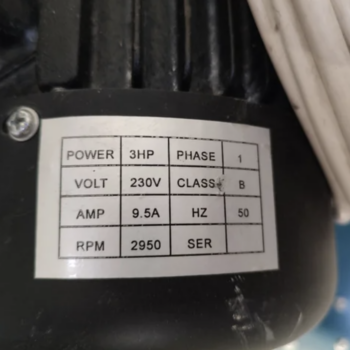 POWER 3HP PHASE 1
VOLT 230V CLASS B
AMP 9.5A HZ 50
RPM 2950 SER